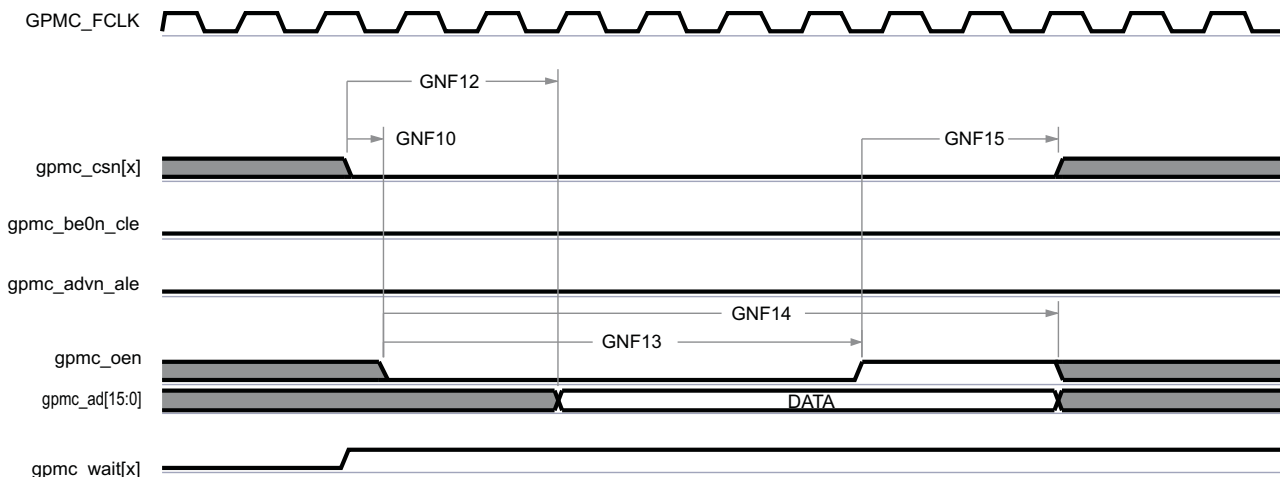 GPMC_FCLK
GNF12
GNF10
GNF15
gpmc_csn[x]
gpmc_be0n_cle
gpmc_advn_ale
GNF14
GNF13
gpmc_oen
gpmc_ad[15:0]
DATA
gpmc_wait[x]